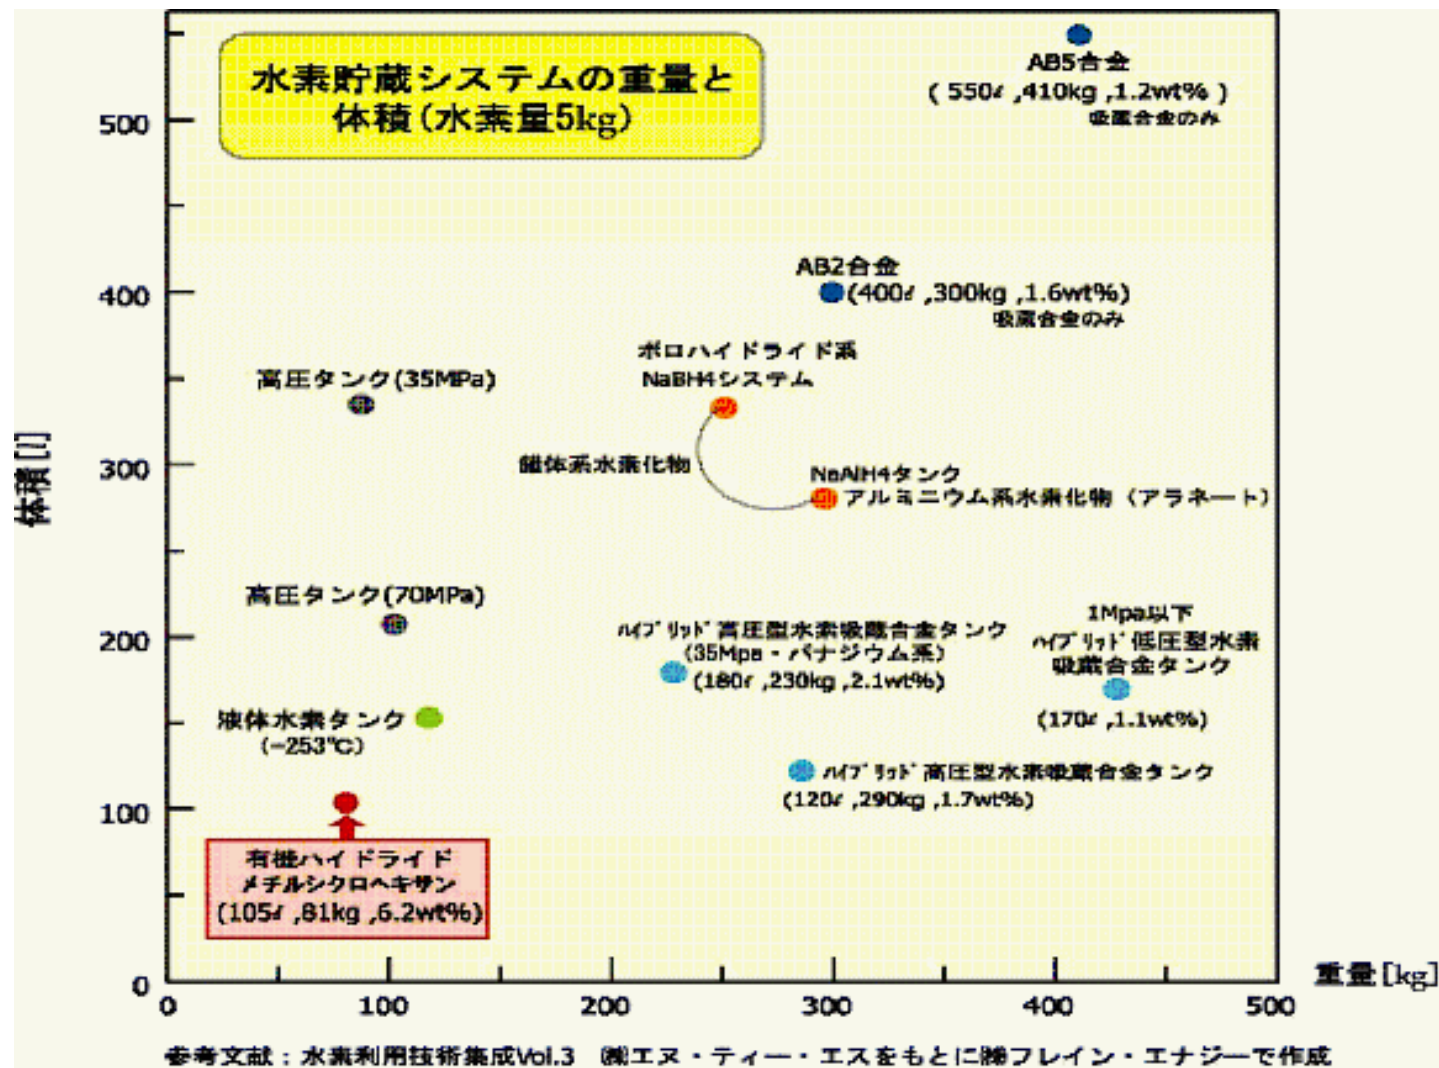 水素貯蔵システムの重量と
体積(水素量5kg)
AB5合金
( 550ℓ ,410kg ,1.2wt% )
吸蔵合金のみ
500
AB2合金
(400ℓ ,300kg ,1.6wt%)
吸蔵合金のみ
400
ボロハイドライド系
NaBH4システム
高圧タンク(35MPa)
錯体系水素化物
NaAlH4タンク
アルミニウム系水素化物（アラネート）
300
体積[l]
高圧タンク(70MPa)
ﾊｲﾌﾞﾘｯﾄﾞ高圧型水素吸蔵合金タンク
(35Mpa・バナジウム系)
(180ℓ ,230kg ,2.1wt%)
1Mpa以下
ﾊｲﾌﾞﾘｯﾄﾞ低圧型水素
吸蔵合金タンク
(170ℓ ,1.1wt%)
200
液体水素タンク
(−253℃)
ﾊｲﾌﾞﾘｯﾄﾞ高圧型水素吸蔵合金タンク
(120ℓ ,290kg ,1.7wt%)
100
有機ハイドライド
メチルシクロヘキサン
(105ℓ ,81kg ,6.2wt%)
0
0 100 200 300 400 500
重量[kg]
参考文献：水素利用技術集成Vol.3 ㈱エヌ・ティー・エスをもとに㈱フレイン・エナジーで作成